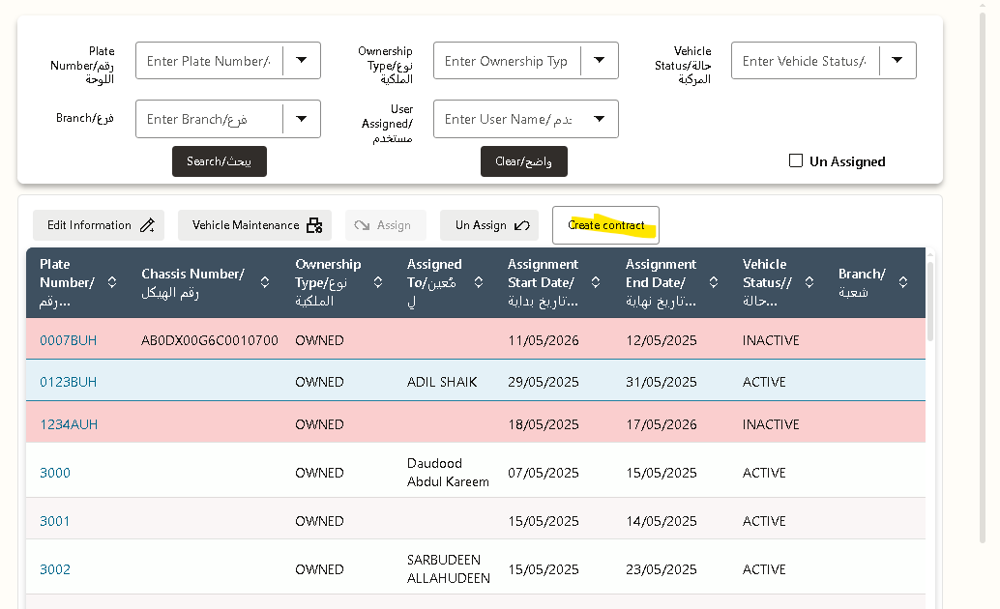 Plate
Number/رقم
اللوحة
Enter Plate Number/
Ownership
Type/نوع
الملكية
Enter Ownership Typ
Vehicle
Status/حالة
المركبة
Enter Vehicle Status/
Branch/فرع
Enter Branch/فرع
User
Assigned/
مستخدم
Enter User Name/
Search/يبحث
Clear/واضح
Un Assigned
Edit Information
Vehicle Maintenance
Assign
Un Assign
Create contract
Plate
Number/
رقم...
Chassis Number/
رقم الهيكل
Ownership
Type/نوع
الملكية
Assigned
To/مُعين
لِ
Assignment
Start Date/
تاريخ بداية...
Assignment
End Date/
تاريخ نهاية...
Vehicle
Status//
حالة...
Branch/
شعبة
0007BUH AB0DX00G6C0010700 OWNED 11/05/2026 12/05/2025 INACTIVE
0123BUH OWNED ADIL SHAIK 29/05/2025 31/05/2025 ACTIVE
1234AUH OWNED 18/05/2025 17/05/2026 INACTIVE
3000 OWNED Daudood
Abdul Kareem 07/05/2025 15/05/2025 ACTIVE
3001 OWNED 15/05/2025 14/05/2025 ACTIVE
3002 OWNED SARBUDEEN
ALLAHUDEEN 15/05/2025 23/05/2025 ACTIVE